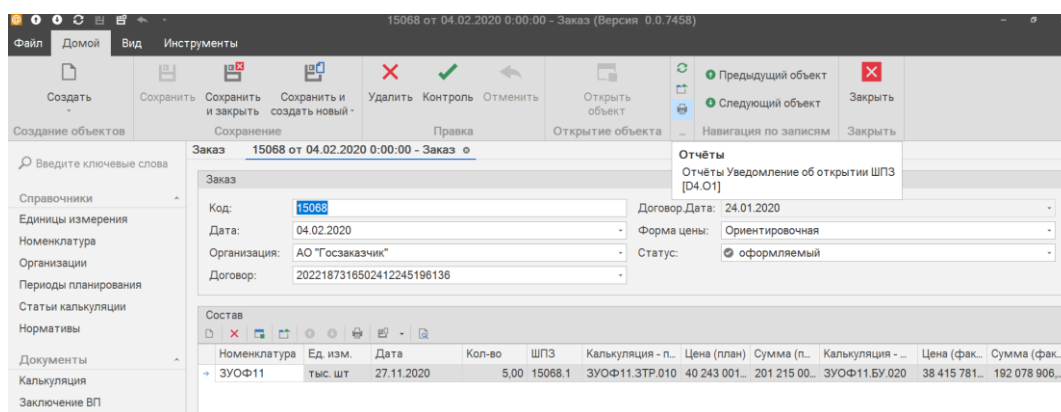 15068 от 04.02.2020 0:00:00 - Заказ (Версия 0.0.7458)
Файл Домой Вид Инструменты
Создать Сохранить Сохранить и закрыть Сохранить и создать новый Удалить Контроль Отменить Открыть объект Предыдущий объект Следующий объект Закрыть
Создание объектов Сохранение Правка Открытие объекта ... Навигация по записям Закрыть
Введите ключевые слова
Справочники
Единицы измерения
Номенклатура
Организации
Периоды планирования
Статьи калькуляции
Нормативы
Документы
Калькуляция
Заключение ВП
Заказ 15068 от 04.02.2020 0:00:00 - Заказ
Отчёты
Отчёты Уведомление об открытии ШПЗ
[D4.O1]
Заказ
Код: 15068 Договор.Дата: 24.01.2020
Дата: 04.02.2020 Форма цены: Ориентировочная
Организация: АО "Госзаказчик" Статус: оформляемый
Договор: 2022187316502412245196136
Состав
Номенклатура Ед. изм. Дата Кол-во ШПЗ Калькуляция - п... Цена (план) Сумма (п... Калькуляция - ... Цена (фак... Сумма (фак...
ЗУОФ11 тыс. шт 27.11.2020 5,00 15068.1 ЗУОФ11.ЗТР.010 40 243 001... 201 215 00... ЗУОФ11.БУ.020 38 415 781... 192 078 906,...